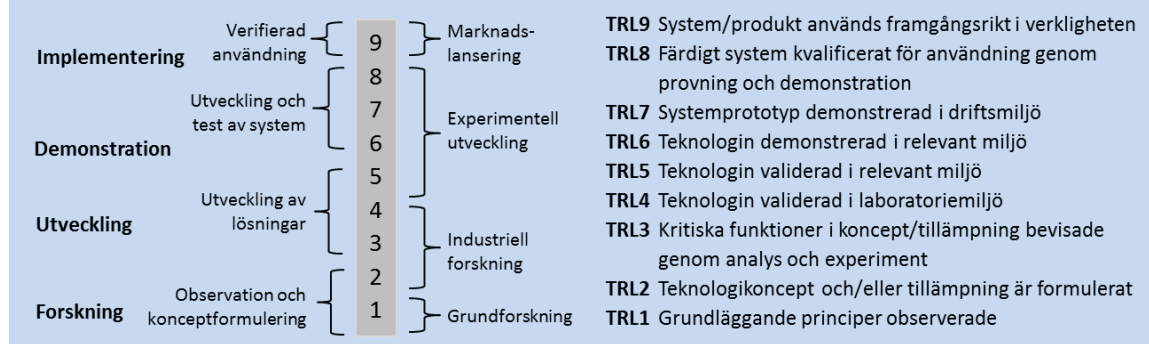 Implementering
Demonstration
Utveckling
Forskning
Verifierad
användning
Utveckling och
test av system
Utveckling av
lösningar
Observation och
konceptformulering
9
8
7
6
5
4
3
2
1
Marknads-
lansering
Experimentell
utveckling
Industriell
forskning
Grundforskning
TRL9 System/produkt används framgångsrikt i verkligheten
TRL8 Färdigt system kvalificerat för användning genom
provning och demonstration
TRL7 Systemprototyp demonstrerad i driftsmiljö
TRL6 Teknologin demonstrerad i relevant miljö
TRL5 Teknologin validerad i relevant miljö
TRL4 Teknologin validerad i laboratoriemiljö
TRL3 Kritiska funktioner i koncept/tillämpning bevisade
genom analys och experiment
TRL2 Teknologikoncept och/eller tillämpning är formulerat
TRL1 Grundläggande principer observerade